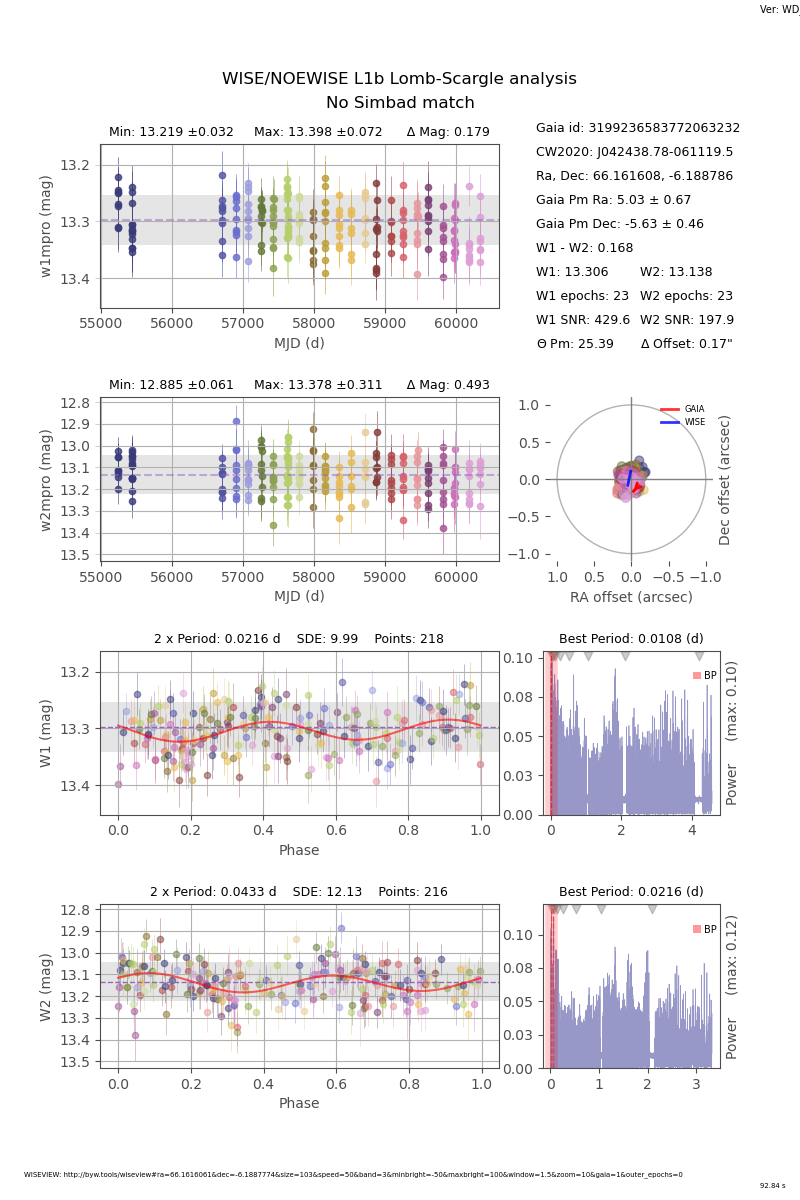 Ver: WD_
WISE/NOEWISE L1b Lomb-Scargle analysis
No Simbad match
Min: 13.219 ±0.032 Max: 13.398 ±0.072 Δ Mag: 0.179
13.2
13.3
13.4
w1mpro (mag)
55000 56000 57000 58000 59000 60000
MJD (d)
Gaia id: 3199236583772063232
CW2020: J042438.78-061119.5
Ra, Dec: 66.161608, -6.188786
Gaia Pm Ra: 5.03 ± 0.67
Gaia Pm Dec: -5.63 ± 0.46
W1 - W2: 0.168
W1: 13.306 W2: 13.138
W1 epochs: 23 W2 epochs: 23
W1 SNR: 429.6 W2 SNR: 197.9
Θ Pm: 25.39 Δ Offset: 0.17"
Min: 12.885 ±0.061 Max: 13.378 ±0.311 Δ Mag: 0.493
12.8
12.9
13.0
13.1
13.2
13.3
13.4
13.5
w2mpro (mag)
55000 56000 57000 58000 59000 60000
MJD (d)
GAIA
WISE
1.0
0.5
0.0
−0.5
−1.0
Dec offset (arcsec)
1.0 0.5 0.0 −0.5 −1.0
RA offset (arcsec)
2 x Period: 0.0216 d SDE: 9.99 Points: 218
13.2
13.3
13.4
W1 (mag)
0.0 0.2 0.4 0.6 0.8 1.0
Phase
Best Period: 0.0108 (d)
BP
0.10
0.08
0.05
0.03
0.00
Power (max: 0.10)
0 2 4
2 x Period: 0.0433 d SDE: 12.13 Points: 216
12.8
12.9
13.0
13.1
13.2
13.3
13.4
13.5
W2 (mag)
0.0 0.2 0.4 0.6 0.8 1.0
Phase
Best Period: 0.0216 (d)
BP
0.10
0.08
0.05
0.03
0.00
Power (max: 0.12)
0 1 2 3
WISEVIEW: http://byw.tools/wiseview#ra=66.1616061&dec=-6.1887774&size=103&speed=50&band=3&minbright=-50&maxbright=100&window=1.5&zoom=10&gaia=1&outer_epochs=0
92.84 s